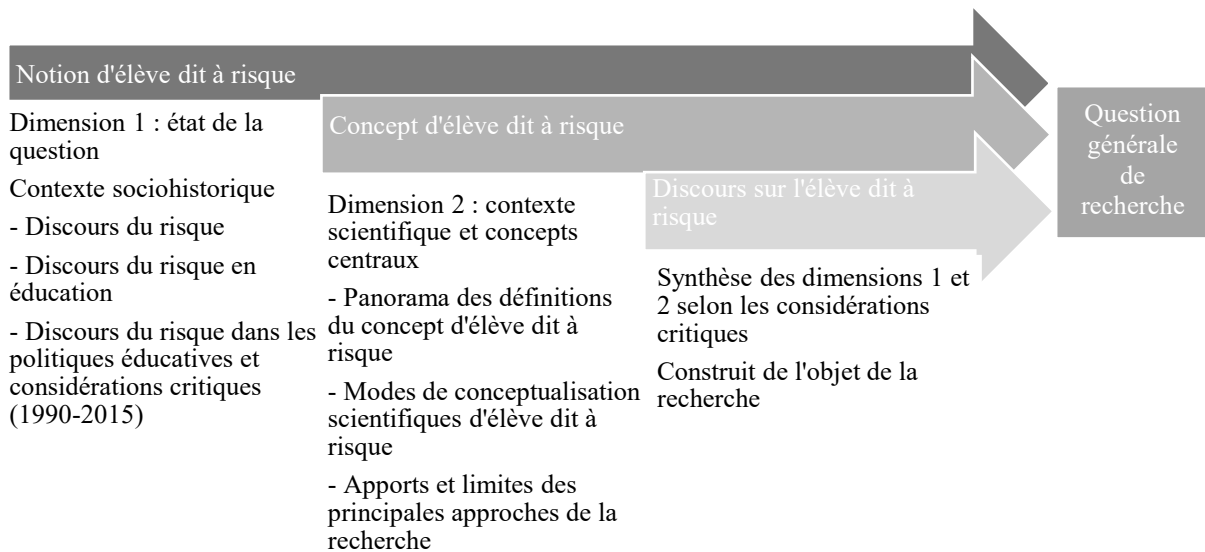 Notion d'élève dit à risque
Dimension 1 : état de la
question
Contexte sociohistorique
- Discours du risque
- Discours du risque en
éducation
- Discours du risque dans les
politiques éducatives et
considérations critiques
(1990-2015)
Concept d'élève dit à risque
Dimension 2 : contexte
scientifique et concepts
centraux
- Panorama des définitions
du concept d'élève dit à
risque
- Modes de conceptualisation
scientifiques d'élève dit à
risque
- Apports et limites des
principales approches de la
recherche
Discours sur l'élève dit à
risque
Synthèse des dimensions 1 et
2 selon les considérations
critiques
Construit de l'objet de la
recherche
Question
générale
de
recherche